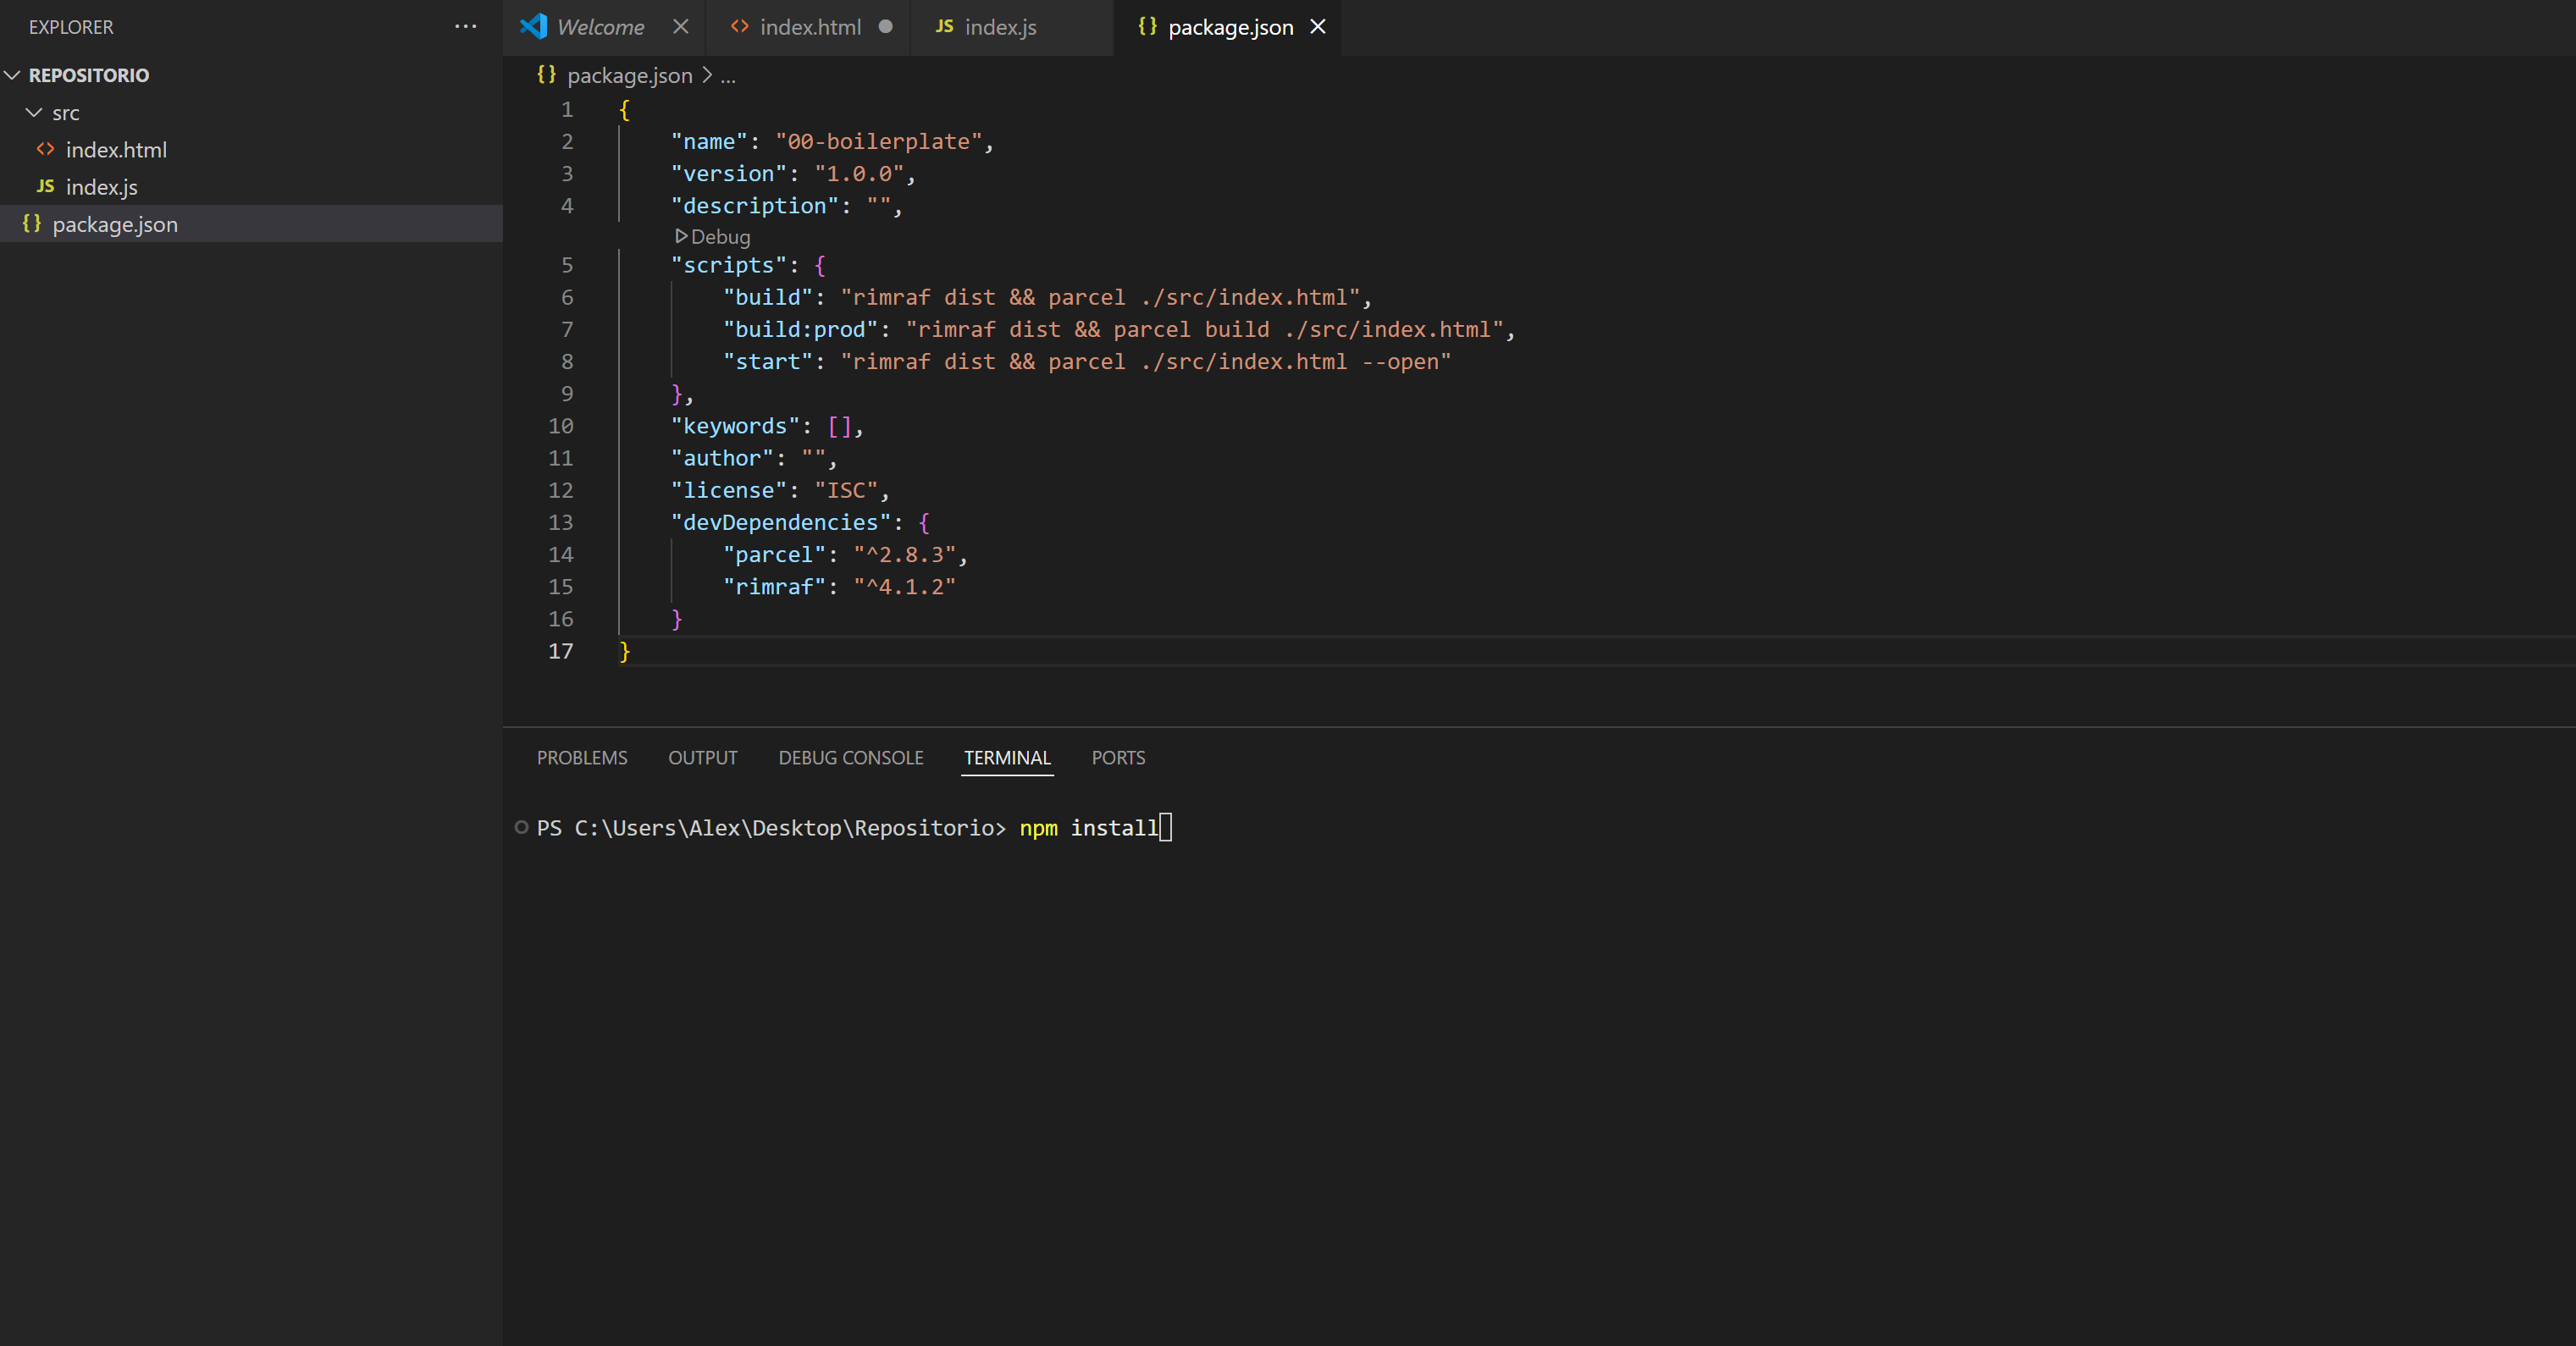 EXPLORER
REPOSITORIO
src
index.html
JS index.js
{} package.json
Welcome
index.html
JS index.js
{} package.json
{} package.json > ...
1 {
2 "name": "00-boilerplate",
3 "version": "1.0.0",
4 "description": "",
Debug
5 "scripts": {
6 "build": "rimraf dist && parcel ./src/index.html",
7 "build:prod": "rimraf dist && parcel build ./src/index.html",
8 "start": "rimraf dist && parcel ./src/index.html --open"
9 },
10 "keywords": [],
11 "author": "",
12 "license": "ISC",
13 "devDependencies": {
14 "parcel": "^2.8.3",
15 "rimraf": "^4.1.2"
16 }
17 }
PROBLEMS OUTPUT DEBUG CONSOLE TERMINAL PORTS
PS C:\Users\Alex\Desktop\Repositorio> npm install